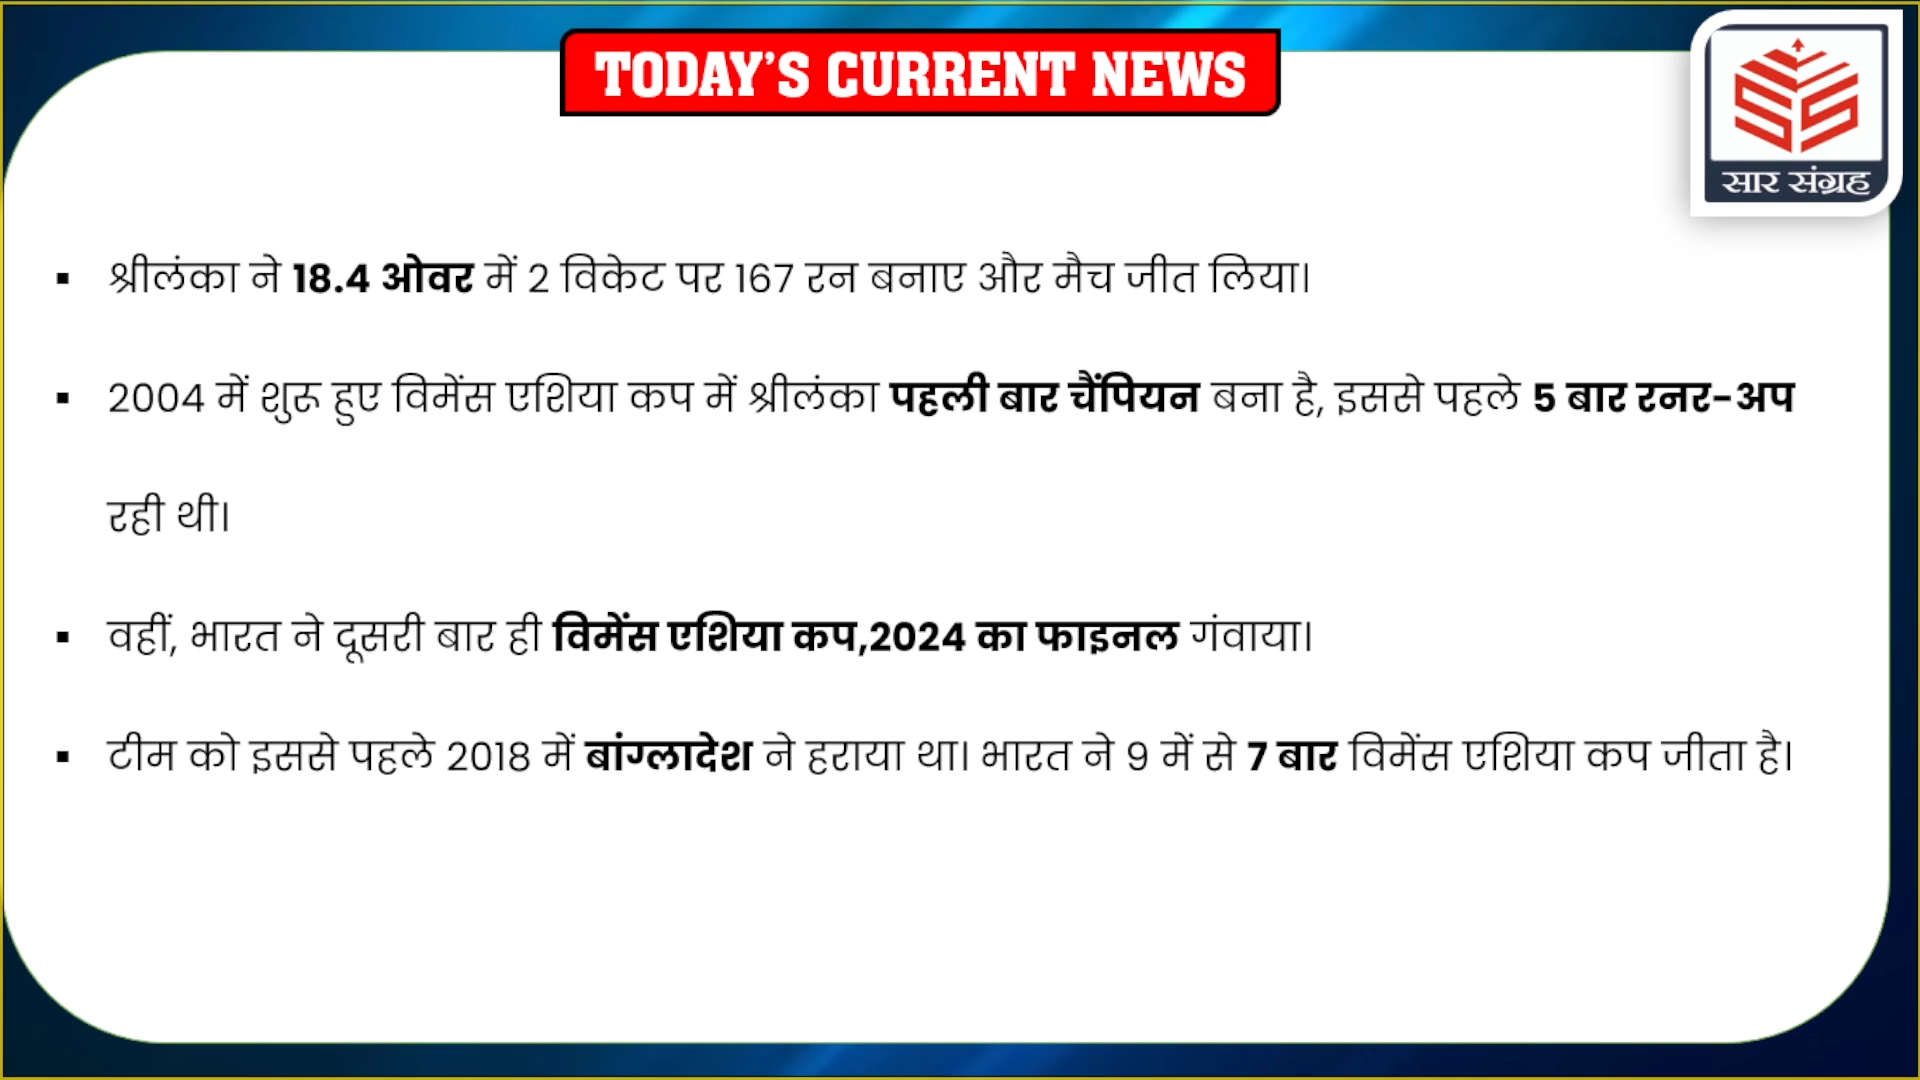 TODAY'S CURRENT NEWS
सार संग्रह
▪ श्रीलंका ने 18.4 ओवर में 2 विकेट पर 167 रन बनाए और मैच जीत लिया।
▪ 2004 में शुरू हुए विमेंस एशिया कप में श्रीलंका पहली बार चैंपियन बना है, इससे पहले 5 बार रनर-अप
रही थी।
▪ वहीं, भारत ने दूसरी बार ही विमेंस एशिया कप,2024 का फाइनल गंवाया।
▪ टीम को इससे पहले 2018 में बांग्लादेश ने हराया था। भारत ने 9 में से 7 बार विमेंस एशिया कप जीता है।